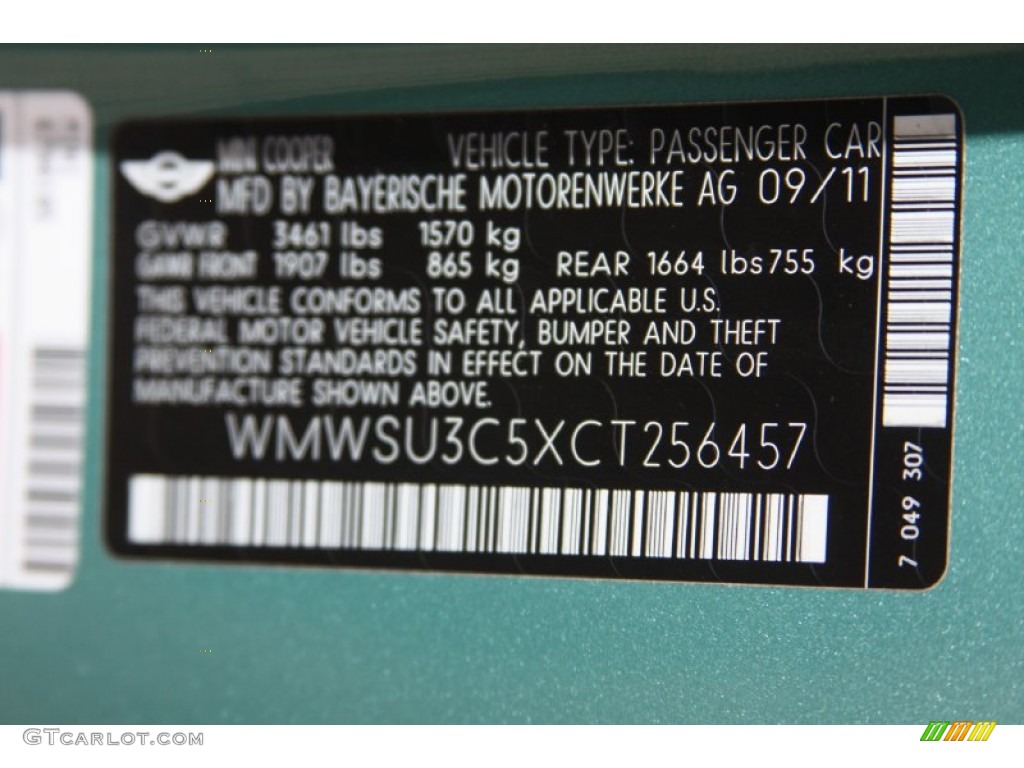 MINI COOPER VEHICLE TYPE: PASSENGER CAR
MFD BY BAYERISCHE MOTORENWERKE AG 09/11
GVWR 3461 lbs 1570 kg
GAWR FRONT 1907 lbs 865 kg REAR 1664 lbs 755 kg
THIS VEHICLE CONFORMS TO ALL APPLICABLE U.S.
FEDERAL MOTOR VEHICLE SAFETY, BUMPER AND THEFT
PREVENTION STANDARDS IN EFFECT ON THE DATE OF
MANUFACTURE SHOWN ABOVE.
WMWSU3C5XCT256457
7 049 307
GTCARLOT.COM